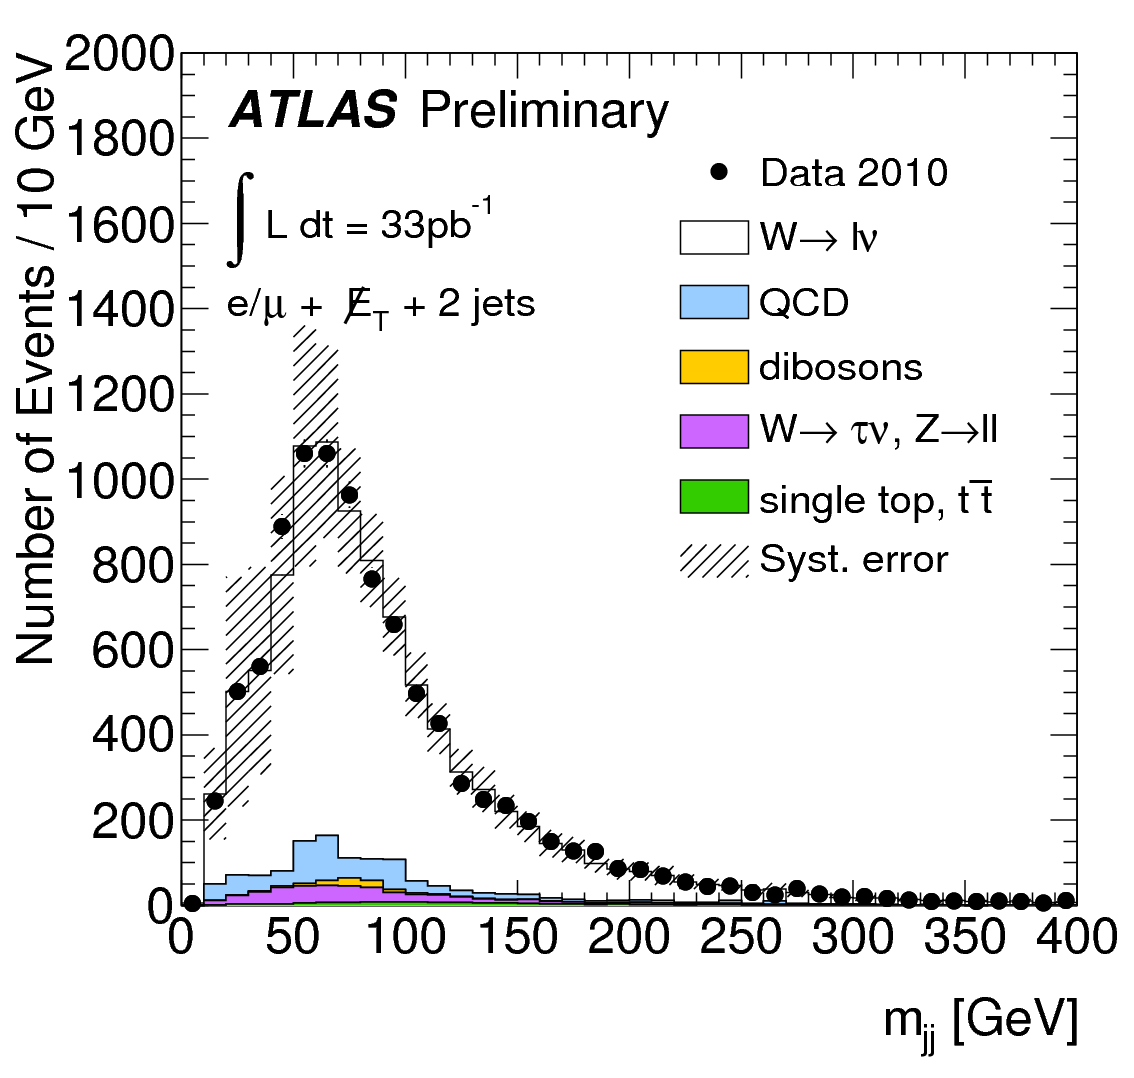 ATLAS Preliminary
∫ L dt = 33pb⁻¹
e/μ + E̸_T + 2 jets
Data 2010
W→ lν
QCD
dibosons
W→ τν, Z→ll
single top, tt̄
Syst. error
Number of Events / 10 GeV
2000
1800
1600
1400
1200
1000
800
600
400
200
0
0 50 100 150 200 250 300 350 400
m_jj [GeV]